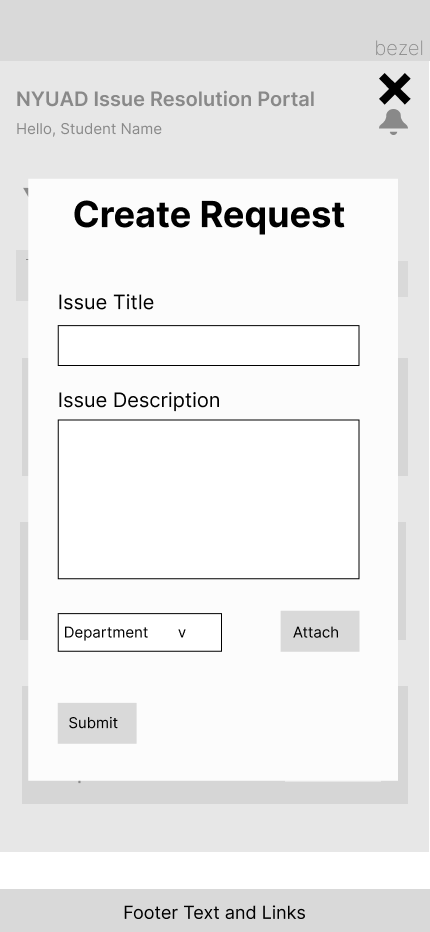 bezel
NYUAD Issue Resolution Portal
Hello, Student Name
Create Request
Issue Title
Issue Description
Department v
Attach
Submit
Footer Text and Links